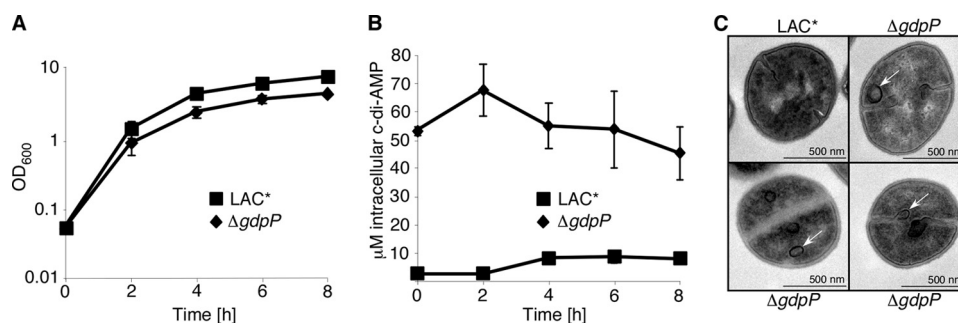 A
OD600
10
1
0.1
0.01
0
2
4
6
8
Time [h]
LAC*
ΔgdpP
B
µM intracellular c-di-AMP
80
70
60
50
40
30
20
10
0
2
4
6
8
Time [h]
LAC*
ΔgdpP
C
LAC*
ΔgdpP
500 nm
500 nm
500 nm
500 nm
ΔgdpP
ΔgdpP